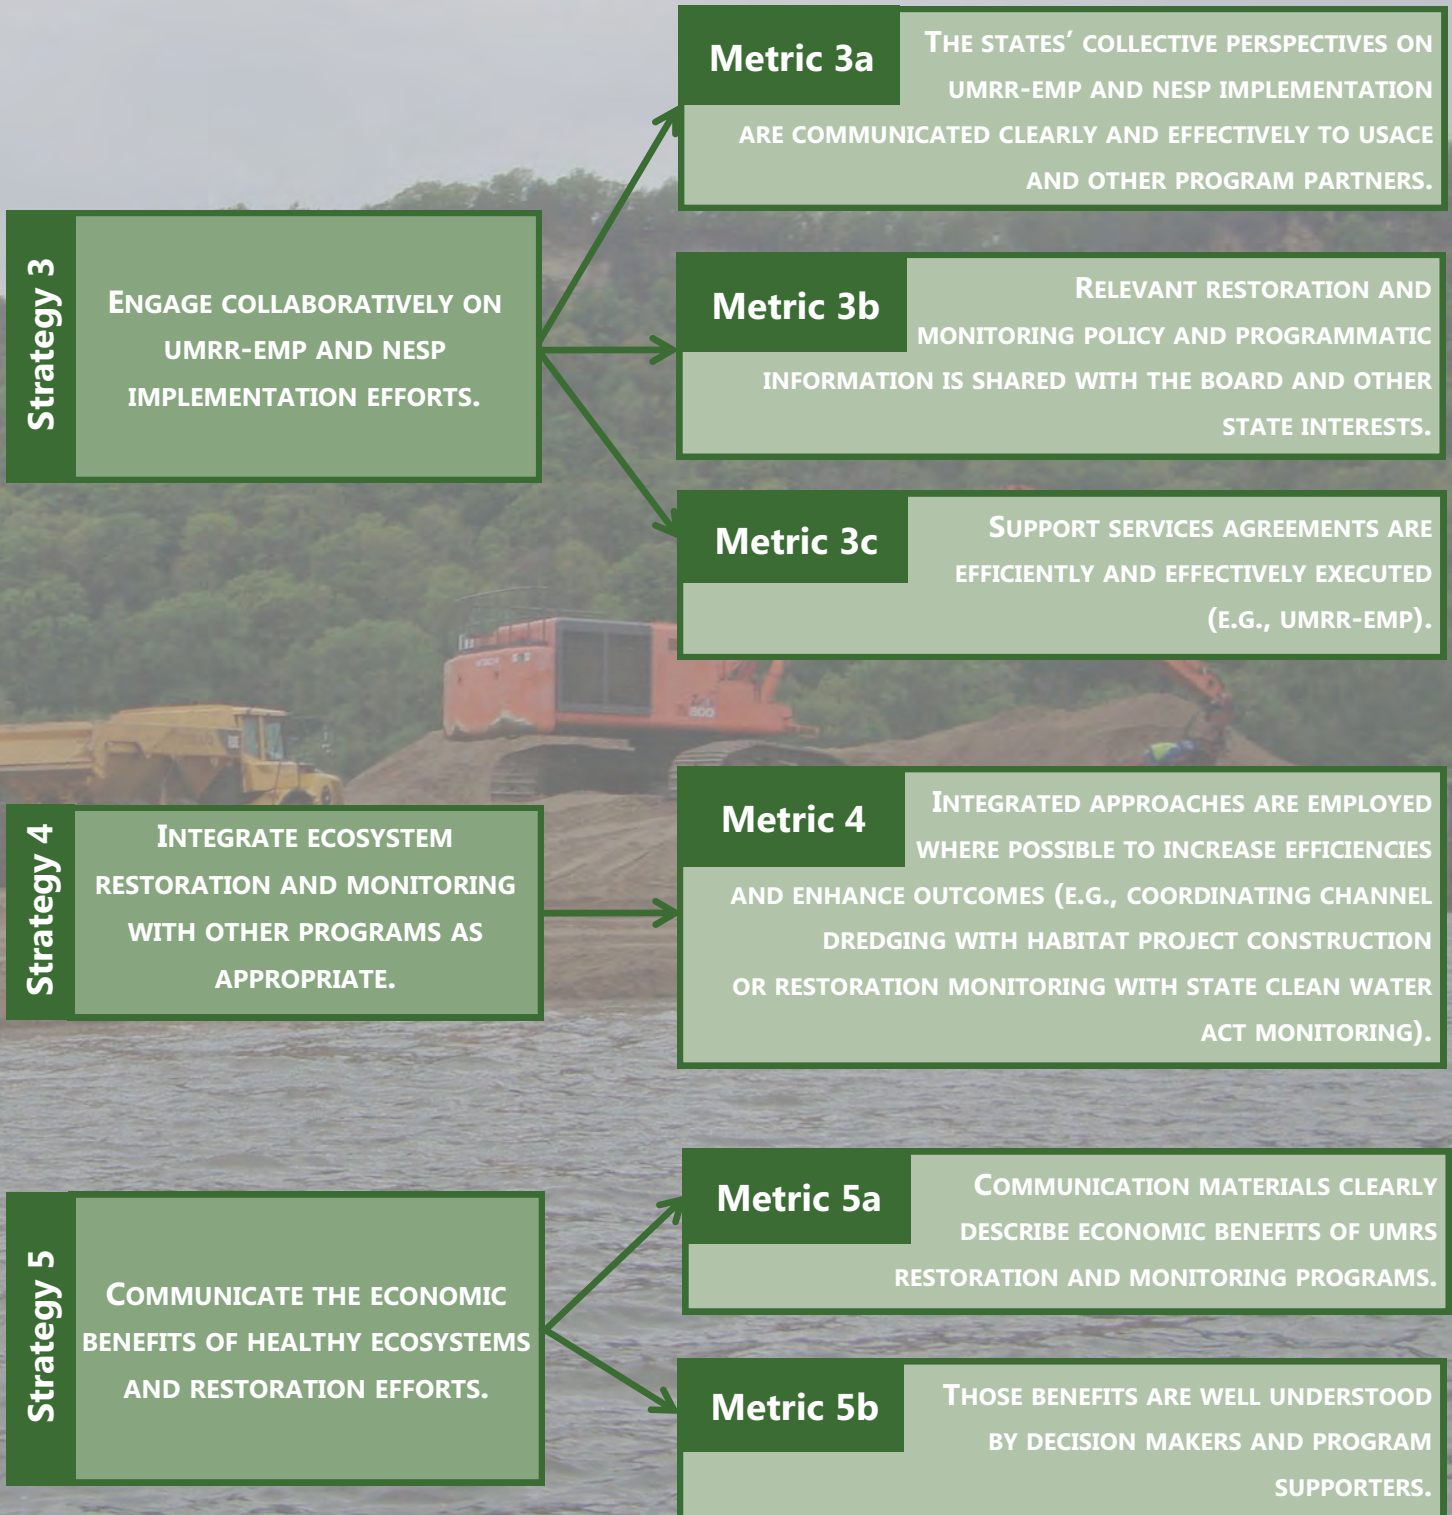 Strategy 3
ENGAGE COLLABORATIVELY ON
UMRR-EMP AND NESP
IMPLEMENTATION EFFORTS.
Metric 3a
THE STATES’ COLLECTIVE PERSPECTIVES ON
UMRR-EMP AND NESP IMPLEMENTATION
ARE COMMUNICATED CLEARLY AND EFFECTIVELY TO USACE
AND OTHER PROGRAM PARTNERS.
Metric 3b
RELEVANT RESTORATION AND
MONITORING POLICY AND PROGRAMMATIC
INFORMATION IS SHARED WITH THE BOARD AND OTHER
STATE INTERESTS.
Metric 3c
SUPPORT SERVICES AGREEMENTS ARE
EFFICIENTLY AND EFFECTIVELY EXECUTED
(E.G., UMRR-EMP).
Strategy 4
INTEGRATE ECOSYSTEM
RESTORATION AND MONITORING
WITH OTHER PROGRAMS AS
APPROPRIATE.
Metric 4
INTEGRATED APPROACHES ARE EMPLOYED
WHERE POSSIBLE TO INCREASE EFFICIENCIES
AND ENHANCE OUTCOMES (E.G., COORDINATING CHANNEL
DREDGING WITH HABITAT PROJECT CONSTRUCTION
OR RESTORATION MONITORING WITH STATE CLEAN WATER
ACT MONITORING).
Strategy 5
COMMUNICATE THE ECONOMIC
BENEFITS OF HEALTHY ECOSYSTEMS
AND RESTORATION EFFORTS.
Metric 5a
COMMUNICATION MATERIALS CLEARLY
DESCRIBE ECONOMIC BENEFITS OF UMRS
RESTORATION AND MONITORING PROGRAMS.
Metric 5b
THOSE BENEFITS ARE WELL UNDERSTOOD
BY DECISION MAKERS AND PROGRAM
SUPPORTERS.